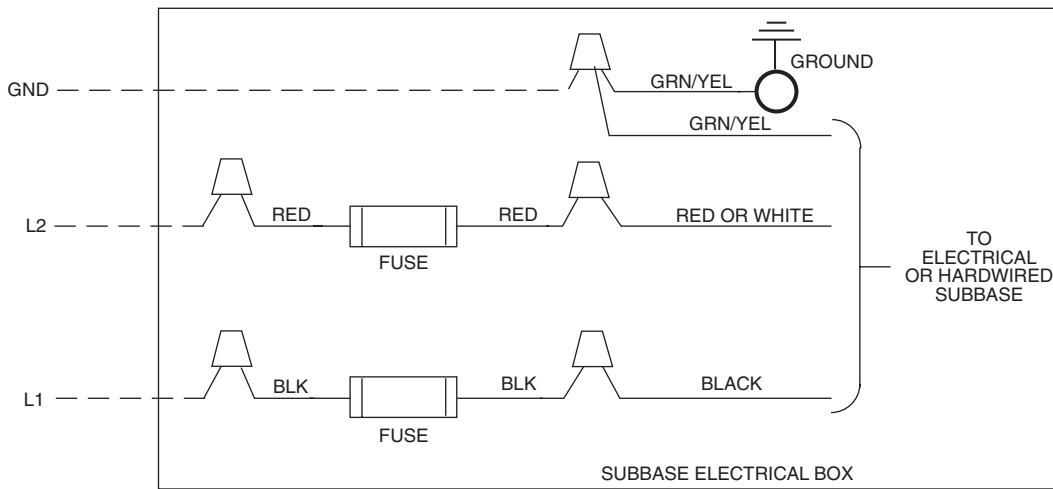 GROUND
GND
GRN/YEL
GRN/YEL
L2
RED
RED
RED OR WHITE
FUSE
TO
ELECTRICAL
OR HARDWIRED
SUBBASE
L1
BLK
BLK
BLACK
FUSE
SUBBASE ELECTRICAL BOX